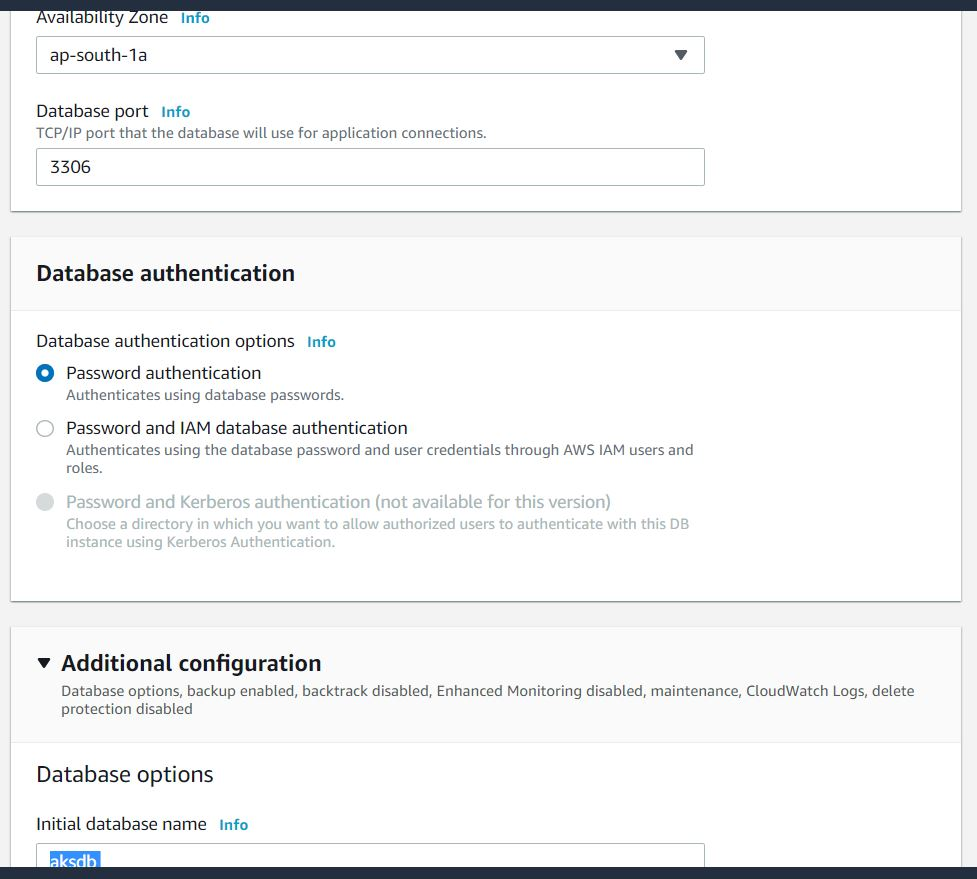 Availability Zone Info
ap-south-1a
Database port Info
TCP/IP port that the database will use for application connections.
3306
Database authentication
Database authentication options Info
Password authentication
Authenticates using database passwords.
Password and IAM database authentication
Authenticates using the database password and user credentials through AWS IAM users and
roles.
Password and Kerberos authentication (not available for this version)
Choose a directory in which you want to allow authorized users to authenticate with this DB
instance using Kerberos Authentication.
Additional configuration
Database options, backup enabled, backtrack disabled, Enhanced Monitoring disabled, maintenance, CloudWatch Logs, delete
protection disabled
Database options
Initial database name Info
aksdb